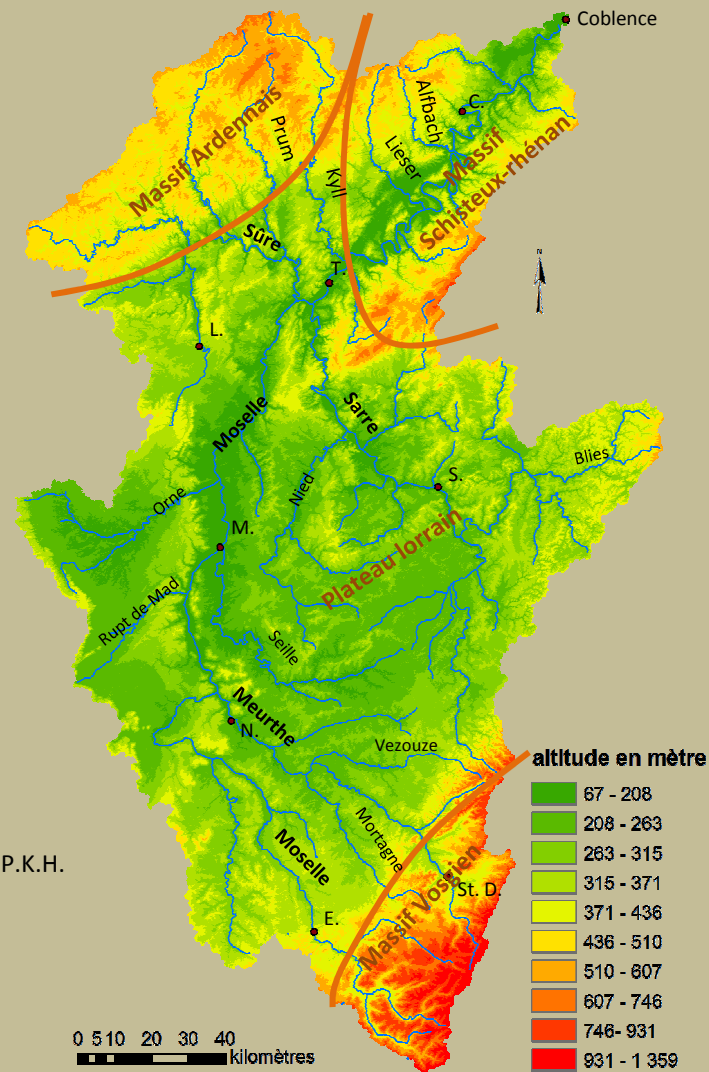 Coblence
C.
Alfbach
Lieser
Massif Ardennais
Prum
Kyll
Massif
Schisteux-rhénan
Sûre
T.
N
L.
Moselle
Sarre
Blies
Nied
S.
Orne
M.
Plateau lorrain
Rupt de Mad
Seille
Meurthe
N.
Vezouze
altitude en mètre
67 - 208
208 - 263
263 - 315
315 - 371
371 - 436
436 - 510
510 - 607
607 - 746
746- 931
931 - 1 359
Mortagne
Moselle
P.K.H.
St. D.
Massif Vosgien
E.
0 5 10 20 30 40
kilomètres